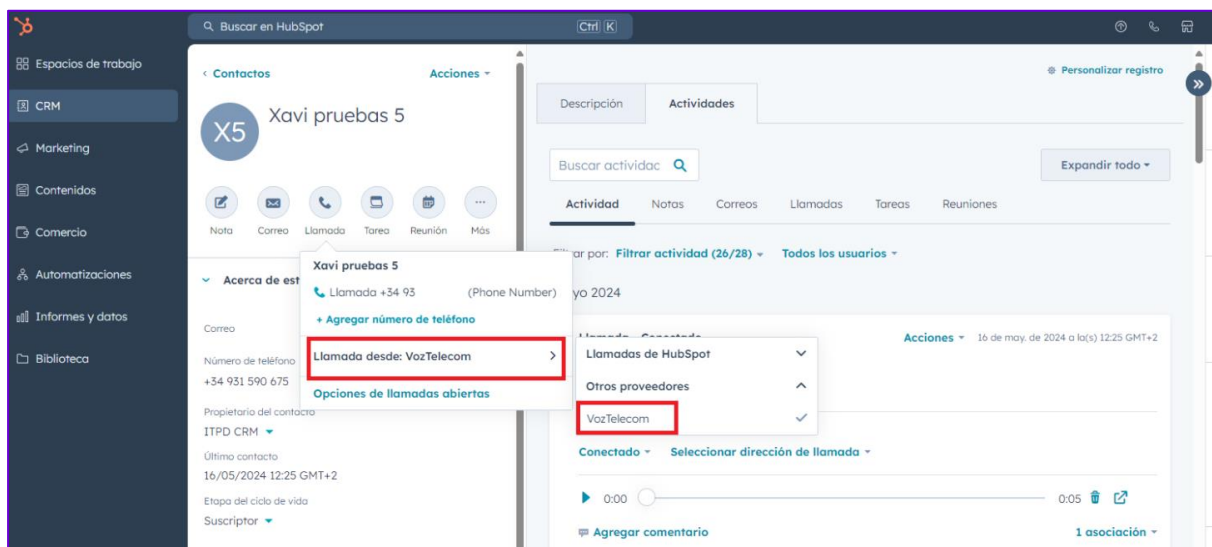 Buscar en HubSpot
Ctrl K
Espacios de trabajo
CRM
Marketing
Contenidos
Comercio
Automatizaciones
Informes y datos
Biblioteca
Contactos
Acciones
X5
Xavi pruebas 5
Nota Correo Llamada Tarea Reunión Más
Acerca de est
Correo
Número de teléfono
+34 931 590 675
Propietario del contacto
ITPD CRM
Último contacto
16/05/2024 12:25 GMT+2
Etapa del ciclo de vida
Suscriptor
Xavi pruebas 5
Llamada +34 93 (Phone Number)
+ Agregar número de teléfono
Llamada desde: VozTelecom
Opciones de llamadas abiertas
Personalizar registro
Descripción Actividades
Buscar activida
Expandir todo
Actividad Notas Correos Llamadas Tareas Reuniones
ar por: Filtrar actividad (26/28) Todos los usuarios
yo 2024
Acciones 16 de may. de 2024 a la(s) 12:25 GMT+2
Llamadas de HubSpot
Otros proveedores
VozTelecom
Conectado Seleccionar dirección de llamada
0:00 0:05
Agregar comentario 1 asociación